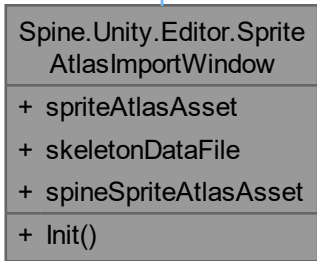 Spine.Unity.Editor.Sprite
AtlasImportWindow
+ spriteAtlasAsset
+ skeletonDataFile
+ spineSpriteAtlasAsset
+ Init()